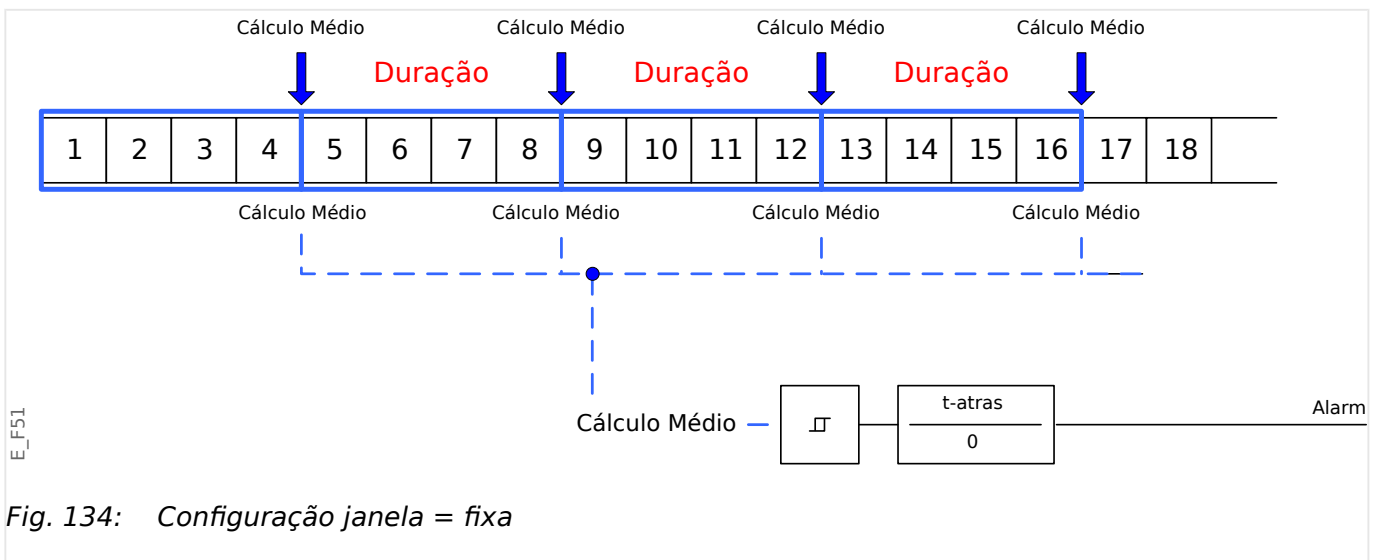 Cálculo Médio Cálculo Médio Cálculo Médio Cálculo Médio
Duração Duração Duração
1 2 3 4 5 6 7 8 9 10 11 12 13 14 15 16 17 18
Cálculo Médio Cálculo Médio Cálculo Médio Cálculo Médio
t-atras
Alarm
Cálculo Médio
0
E_F51
Fig. 134: Configuração janela = fixa